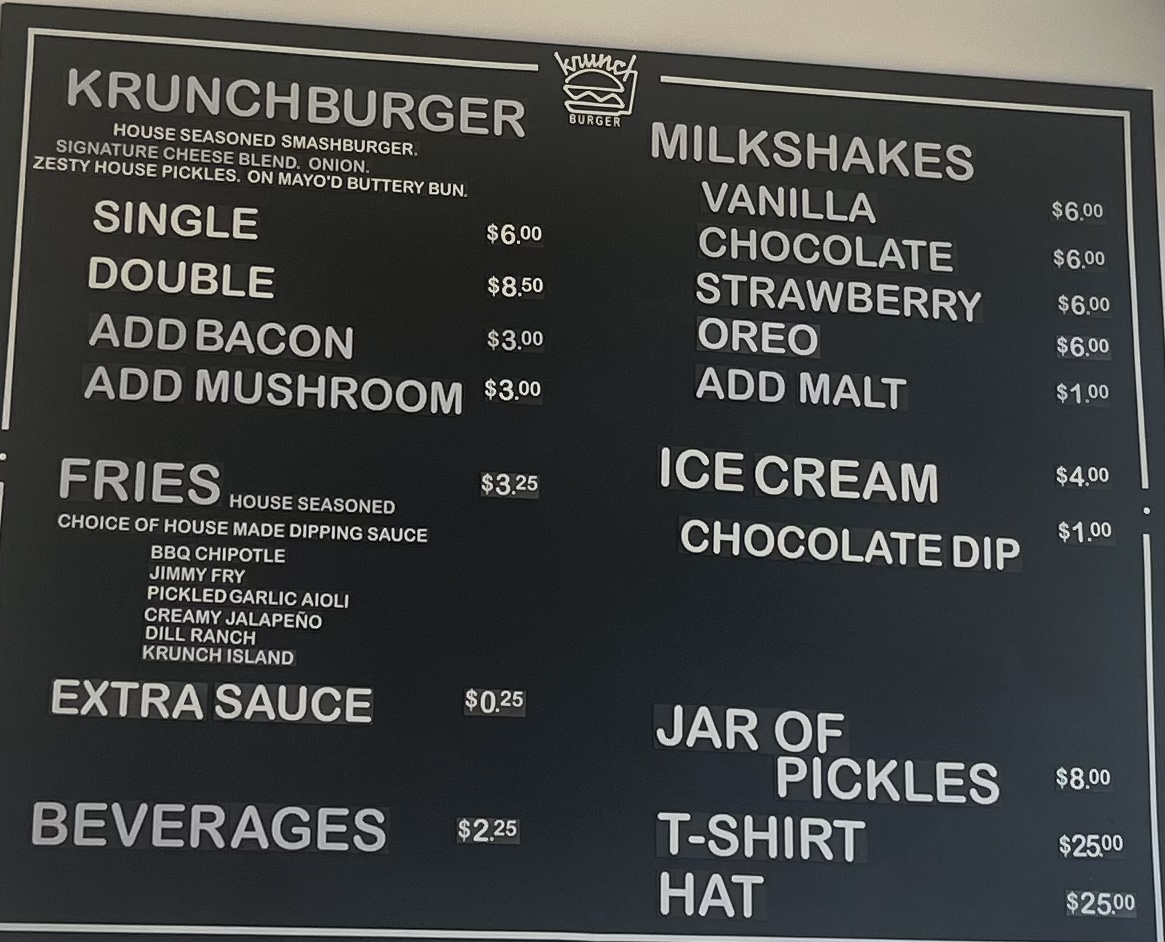 krunch
BURGER
KRUNCHBURGER
HOUSE SEASONED SMASHBURGER.
SIGNATURE CHEESE BLEND. ONION.
ZESTY HOUSE PICKLES. ON MAYO'D BUTTERY BUN.
SINGLE $6.00
DOUBLE $8.50
ADD BACON $3.00
ADD MUSHROOM $3.00
FRIES HOUSE SEASONED $3.25
CHOICE OF HOUSE MADE DIPPING SAUCE
BBQ CHIPOTLE
JIMMY FRY
PICKLED GARLIC AIOLI
CREAMY JALAPEÑO
DILL RANCH
KRUNCH ISLAND
EXTRA SAUCE $0.25
BEVERAGES $2.25
MILKSHAKES
VANILLA $6.00
CHOCOLATE $6.00
STRAWBERRY $6.00
OREO $6.00
ADD MALT $1.00
ICE CREAM $4.00
CHOCOLATE DIP $1.00
JAR OF
PICKLES $8.00
T-SHIRT $25.00
HAT $25.00